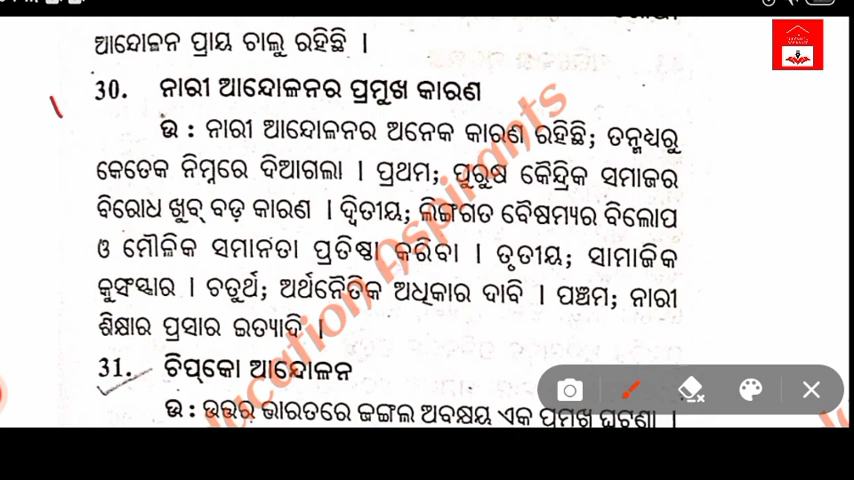 ଆନ୍ଦୋଳନ ପ୍ରାୟ ଚାଲୁ ରହିଛି ।
30. ନାରୀ ଆନ୍ଦୋଳନର ପ୍ରମୁଖ କାରଣ
ଉ : ନାରୀ ଆନ୍ଦୋଳନର ଅନେକ କାରଣ ରହିଛି; ତନ୍ମଧ୍ୟରୁ
କେତେକ ନିମ୍ନରେ ଦିଆଗଲା । ପ୍ରଥମ; ପୁରୁଷ କୈନ୍ଦ୍ରିକ ସମାଜର
ବିରୋଧ ଖୁବ୍ ବଡ଼ କାରଣ । ଦ୍ୱିତୀୟ; ଲିଙ୍ଗଗତ ବୈଷମ୍ୟର ବିଲୋପ
ଓ ମୌଳିକ ସମାନତା ପ୍ରତିଷ୍ଠା କରିବା । ତୃତୀୟ; ସାମାଜିକ
କୁସଂସ୍କାର । ଚତୁର୍ଥ; ଅର୍ଥନୈତିକ ଅଧିକାର ଦାବି । ପଞ୍ଚମ; ନାରୀ
ଶିକ୍ଷାର ପ୍ରସାର ଇତ୍ୟାଦି ।
31. ଚିପ୍‌କୋ ଆନ୍ଦୋଳନ
ଉ : ଉତ୍ତର ଭାରତରେ ଜଙ୍ଗଲ ଅବକ୍ଷୟ ଏକ ପ୍ରମୁଖ ଘଟଣା ।
ucation Aspirants